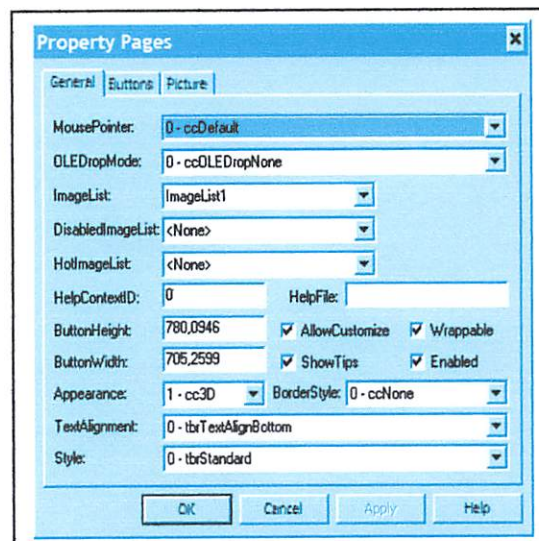 Property Pages
General Buttons Picture
MousePointer: 0 - ccDefault
OLEDropMode: 0 - ccOLEDropNone
ImageList: ImageList1
DisabledImageList: <None>
HotImageList: <None>
HelpContextID: 0 HelpFile:
ButtonHeight: 780,0946 AllowCustomize Wrappable
ButtonWidth: 705,2599 ShowTips Enabled
Appearance: 1 - cc3D BorderStyle: 0 - ccNone
TextAlignment: 0 - tbrTextAlignBottom
Style: 0 - tbrStandard
OK Cancel Apply Help